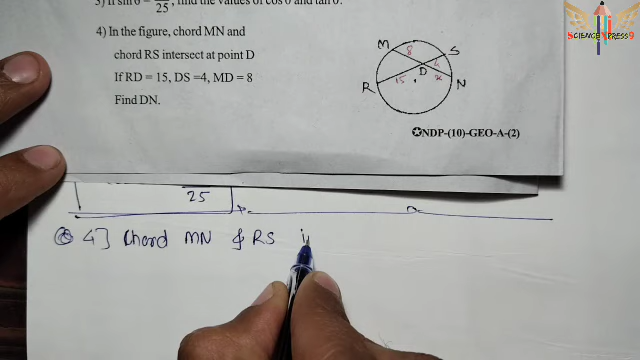 3) If sin θ = 25, find the values of cos θ and tan θ.
4) In the figure, chord MN and
chord RS intersect at point D
If RD = 15, DS =4, MD = 8
Find DN.
M
S
8
4
D
15
x
R
N
✪NDP-(10)-GEO-A-(2)
SCIENCE XPRESS9
25
Q 4] Chord MN & RS i